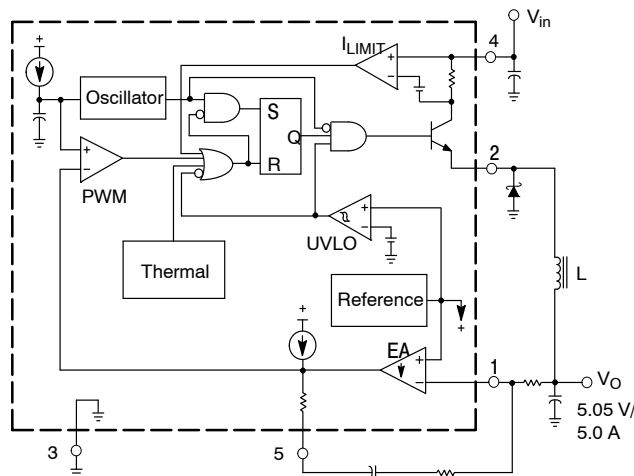 +
V_in
I_LIMIT
+
−
4
Oscillator
S
Q
R
+
−
PWM
2
+
−
UVLO
Thermal
L
Reference
+
+
EA
+
−
1
V_O
5.05 V/
5.0 A
3
5